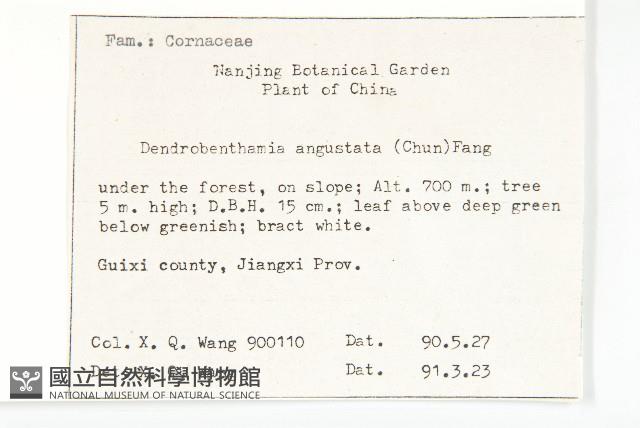 Fam.: Cornaceae
Nanjing Botanical Garden
Plant of China
Dendrobenthamia angustata (Chun)Fang
under the forest, on slope; Alt. 700 m.; tree
5 m. high; D.B.H. 15 cm.; leaf above deep green
below greenish; bract white.
Guixi county, Jiangxi Prov.
Col. X. Q. Wang 900110 Dat. 90.5.27
Dat. 91.3.23
國立自然科學博物館
NATIONAL MUSEUM OF NATURAL SCIENCE